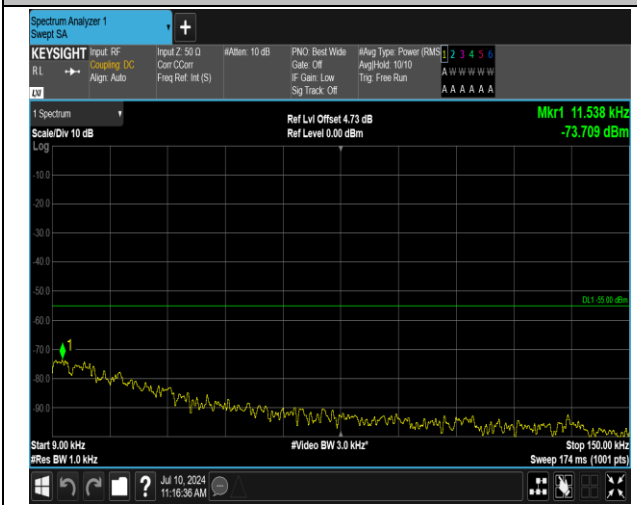 Spectrum Analyzer 1
Swept SA
+
KEYSIGHT Input: RF Input Z: 50 Ω #Atten: 10 dB PNO: Best Wide #Avg Type: Power (RMS 1 2 3 4 5 6
RL Coupling: DC Corr CCorr Gate: Off Avg|Hold: 10/10 A W W W W W
Align: Auto Freq Ref: Int (S) IF Gain: Low Trig: Free Run
LXI Sig Track: Off A A A A A A
1 Spectrum Ref Lvl Offset 4.73 dB Mkr1 11.538 kHz
Scale/Div 10 dB Ref Level 0.00 dBm -73.709 dBm
Log
-10.0
-20.0
-30.0
-40.0
-50.0
DL1 -55.00 dBm
-60.0
-70.0 1
-80.0
-90.0
Start 9.00 kHz #Video BW 3.0 kHz* Stop 150.00 kHz
#Res BW 1.0 kHz Sweep 174 ms (1001 pts)
? Jul 10, 2024
11:16:36 AM